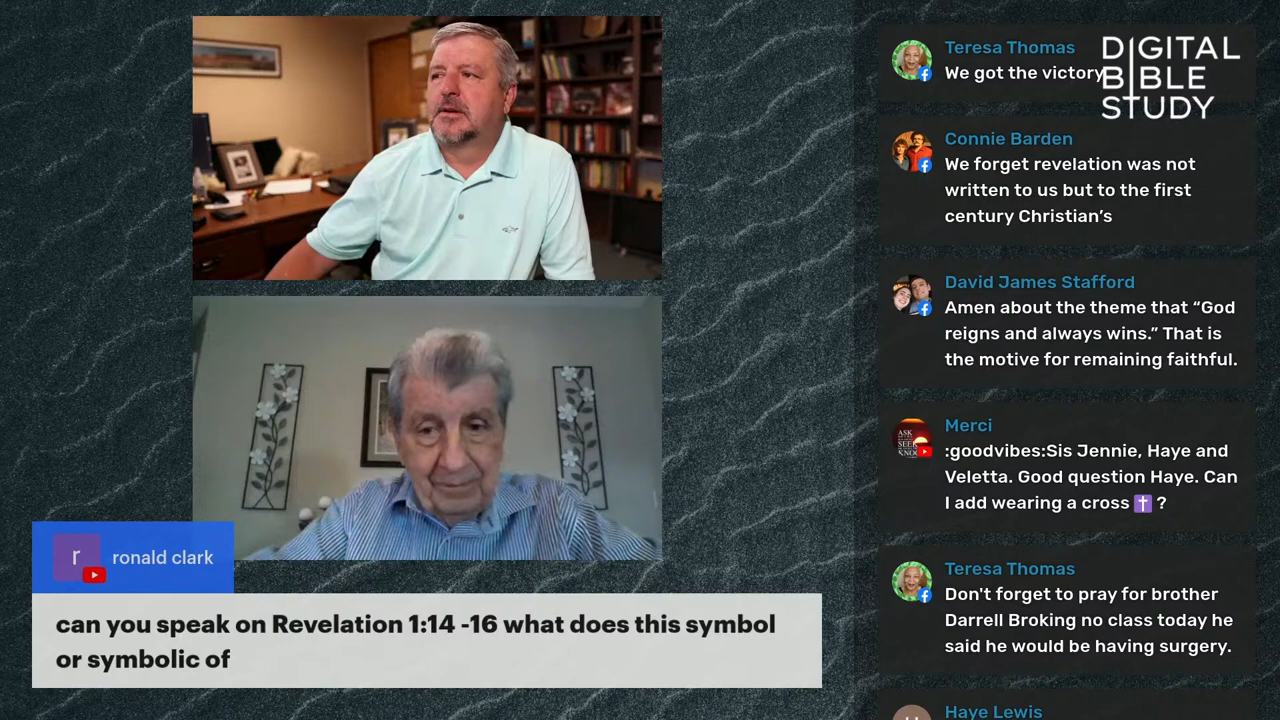 DIGITAL
BIBLE
STUDY
Teresa Thomas
We got the victory
Connie Barden
We forget revelation was not
written to us but to the first
century Christian’s
David James Stafford
Amen about the theme that “God
reigns and always wins.” That is
the motive for remaining faithful.
Merci
:goodvibes:Sis Jennie, Haye and
Veletta. Good question Haye. Can
I add wearing a cross ✝️ ?
ASK
SEEK
KNO
Teresa Thomas
Don't forget to pray for brother
Darrell Broking no class today he
said he would be having surgery.
Haye Lewis
r
ronald clark
can you speak on Revelation 1:14 -16 what does this symbol
or symbolic of